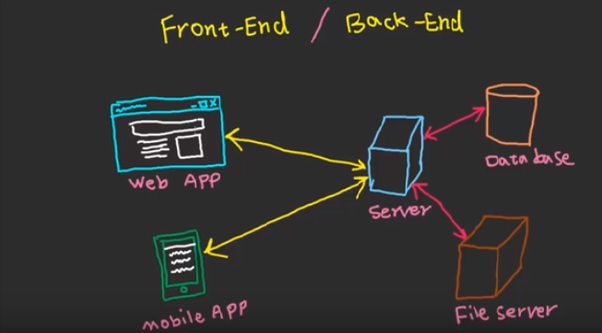 Front-End / Back-End
Web APP
Server
Database
mobile APP
File Server